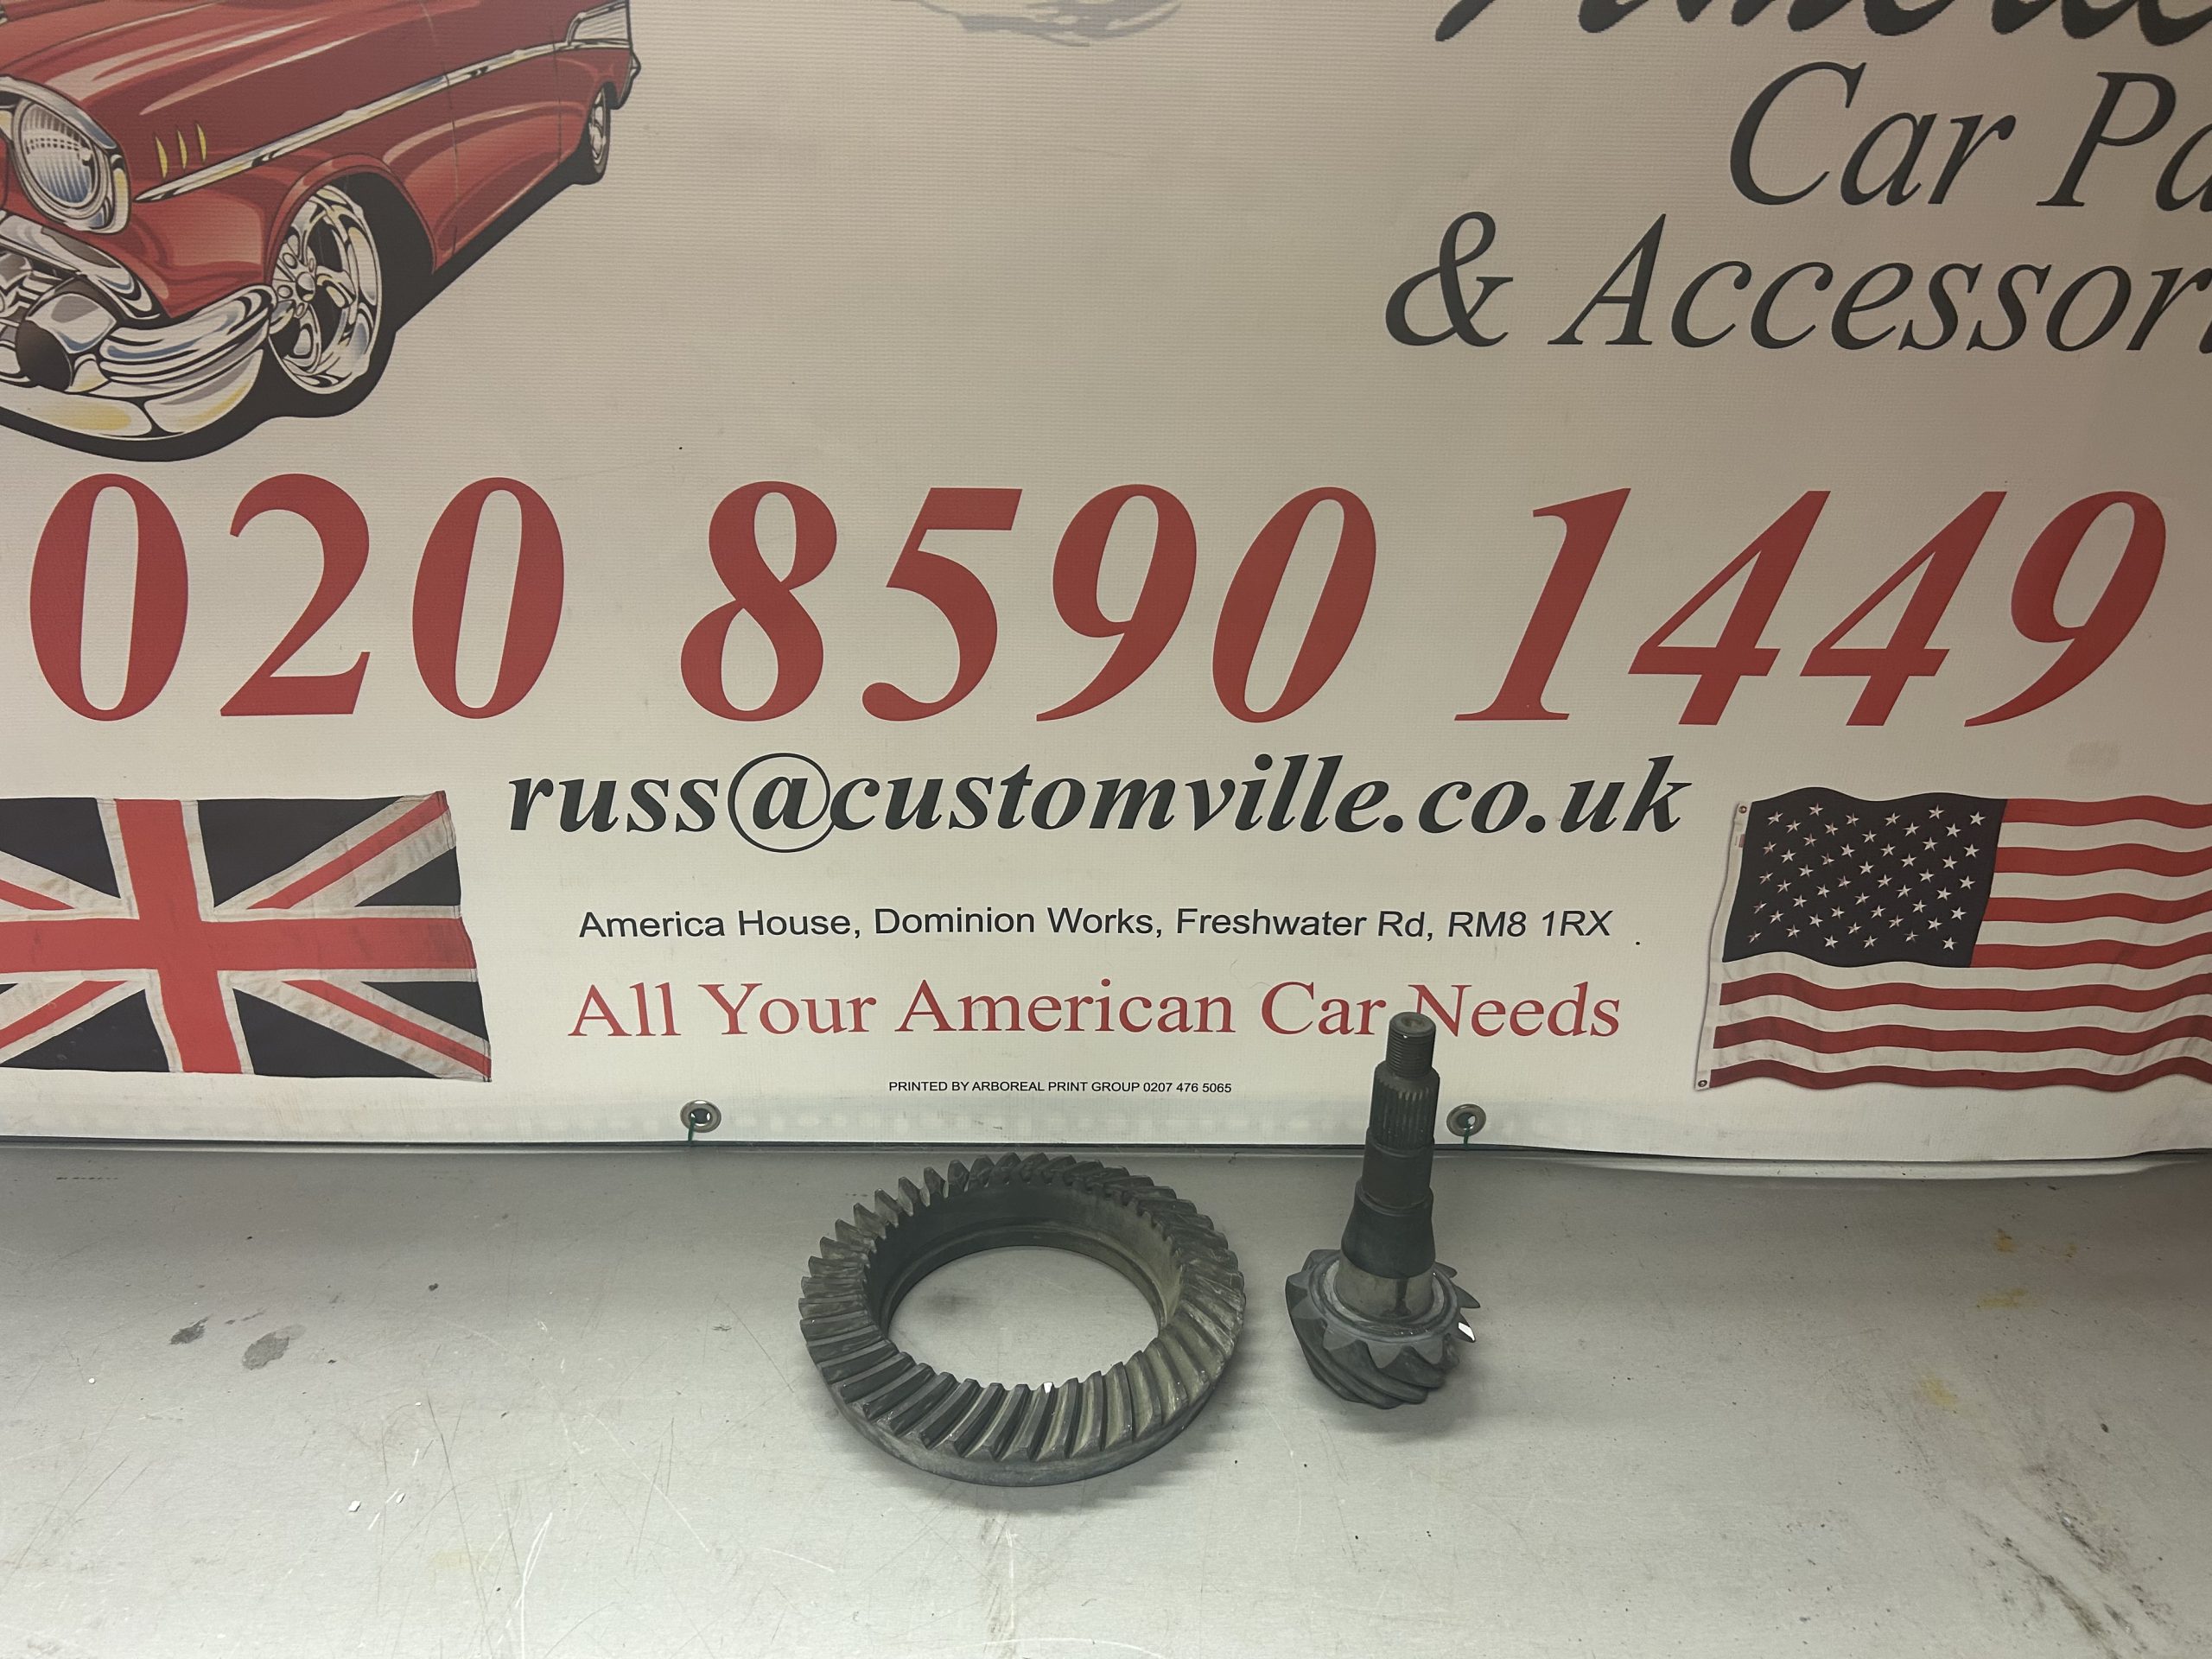 Car
& Accessor
020 8590 1449
russ@customville.co.uk
America House, Dominion Works, Freshwater Rd, RM8 1RX
All Your American Car Needs
PRINTED BY ARBOREAL PRINT GROUP 0207 476 5065